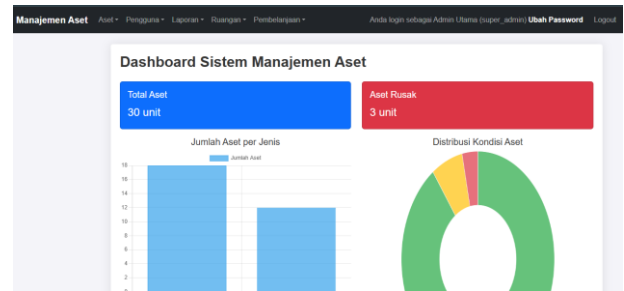 Manajemen Aset Aset Pengguna Laporan Ruangan Pembelanjaan Anda login sebagai Admin Utama (super_admin) Ubah Password Logout
Dashboard Sistem Manajemen Aset
Total Aset
30 unit
Aset Rusak
3 unit
Jumlah Aset per Jenis
Jumlah Aset
18
16
14
12
10
8
6
4
2
Distribusi Kondisi Aset